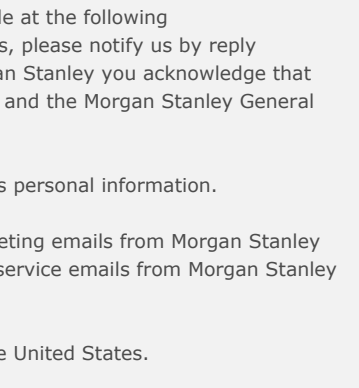 le at the following
s, please notify us by reply
an Stanley you acknowledge that
and the Morgan Stanley General
s personal information.
eting emails from Morgan Stanley
service emails from Morgan Stanley
e United States.